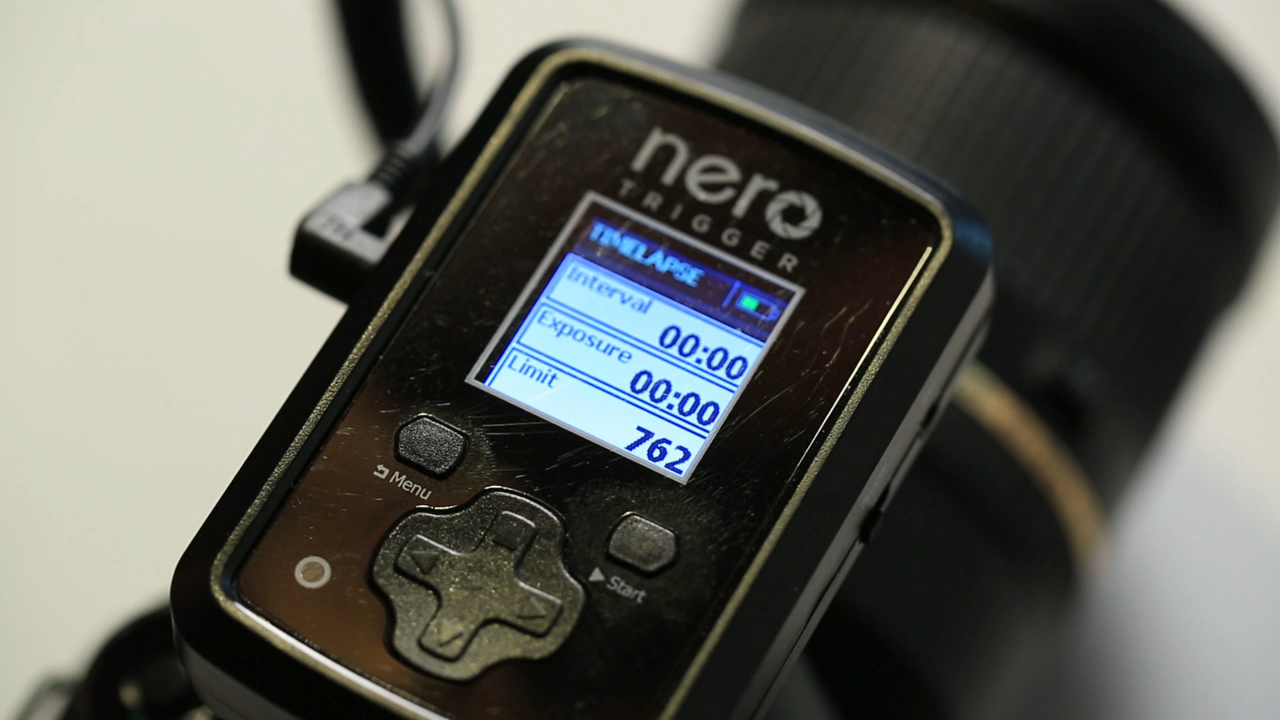 nero
TRIGGER
TIMELAPSE
Interval
00:00
Exposure
00:00
Limit
762
Menu
Start